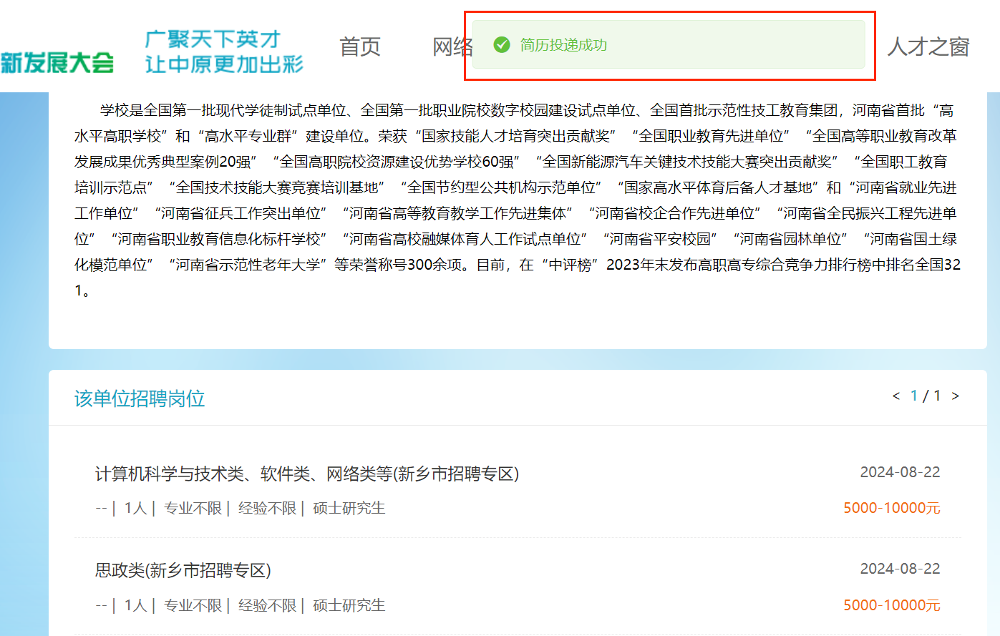 新发展大会
广聚天下英才
让中原更加出彩
首页
网络
简历投递成功
人才之窗
学校是全国第一批现代学徒制试点单位、全国第一批职业院校数字校园建设试点单位、全国首批示范性技工教育集团，河南省首批“高
水平高职学校”和“高水平专业群”建设单位。荣获“国家技能人才培育突出贡献奖”“全国职业教育先进单位”“全国高等职业教育改革
发展成果优秀典型案例20强”“全国高职院校资源建设优势学校60强”“全国新能源汽车关键技术技能大赛突出贡献奖”“全国职工教育
培训示范点”“全国技术技能大赛竞赛培训基地”“全国节约型公共机构示范单位”“国家高水平体育后备人才基地”和“河南省就业先进
工作单位”“河南省征兵工作突出单位”“河南省高等教育教学工作先进集体”“河南省校企合作先进单位”“河南省全民振兴工程先进单
位”“河南省职业教育信息化标杆学校”“河南省高校融媒体育人工作试点单位”“河南省平安校园”“河南省园林单位”“河南省国土绿
化模范单位”“河南省示范性老年大学”等荣誉称号300余项。目前，在“中评榜”2023年末发布高职高专综合竞争力排行榜中排名全国32
1。
该单位招聘岗位
< 1 / 1 >
计算机科学与技术类、软件类、网络类等(新乡市招聘专区)
2024-08-22
-- | 1人 | 专业不限 | 经验不限 | 硕士研究生
5000-10000元
思政类(新乡市招聘专区)
2024-08-22
-- | 1人 | 专业不限 | 经验不限 | 硕士研究生
5000-10000元